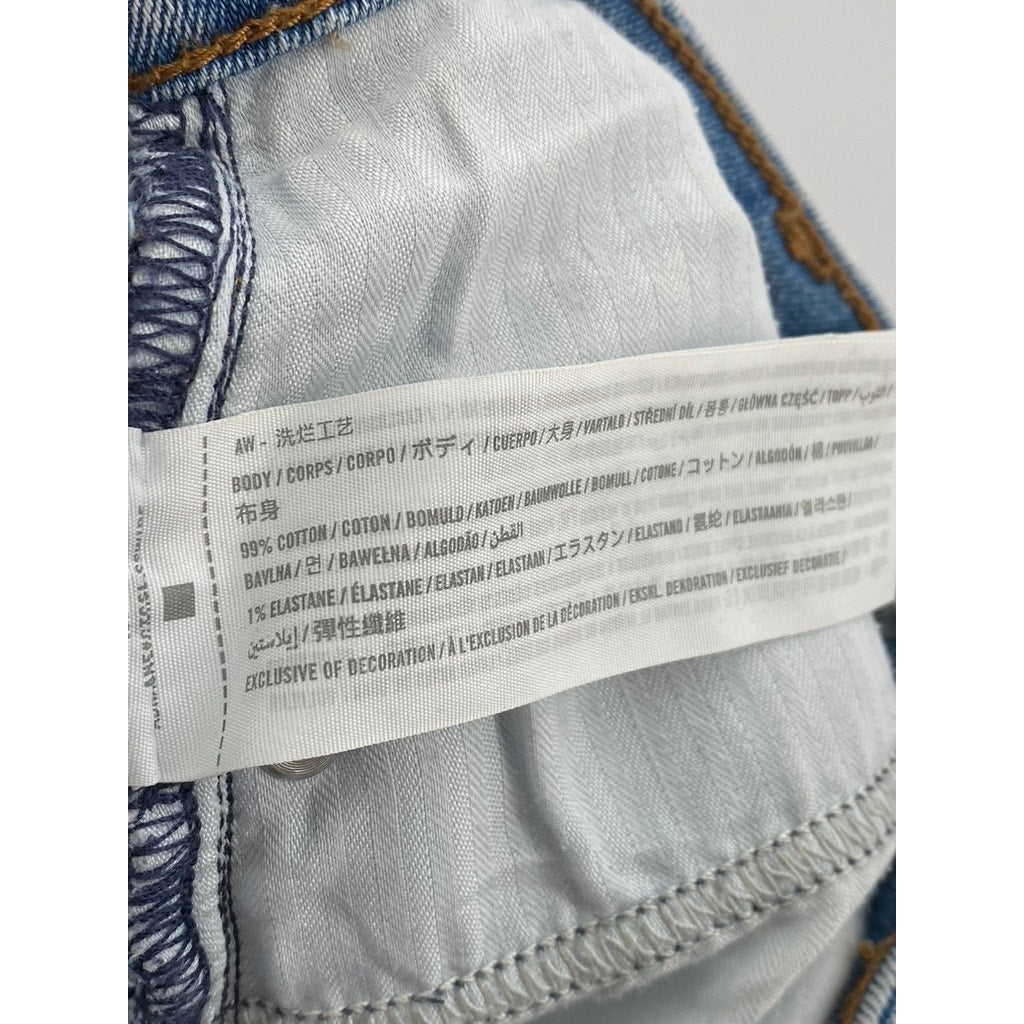 AW - 洗烂工艺
BODY / CORPS / CORPO / ボディ / CUERPO / 大身 / VARTALO / STŘEDNÍ DÍL / 몸통 / GŁÓWNA CZĘŚĆ / TOPP /
布身
99% COTTON / COTON / BOMULD / KATOEN / BAUMWOLLE / BOMULL / COTONE / コットン / ALGODÓN / 棉 / PUUVILLAA /
BAVLNA / 면 / BAWEŁNA / ALGODÃO / القطن
1% ELASTANE / ÉLASTANE / ELASTAN / ELASTAAN / エラスタン / ELASTANO / 氨纶 / ELASTAANIA / 엘라스탄 /
إيلاستين / 彈性纖維
EXCLUSIVE OF DECORATION / À L'EXCLUSION DE LA DÉCORATION / EKSKL. DEKORATION / EXCLUSIEF DECORATIE /